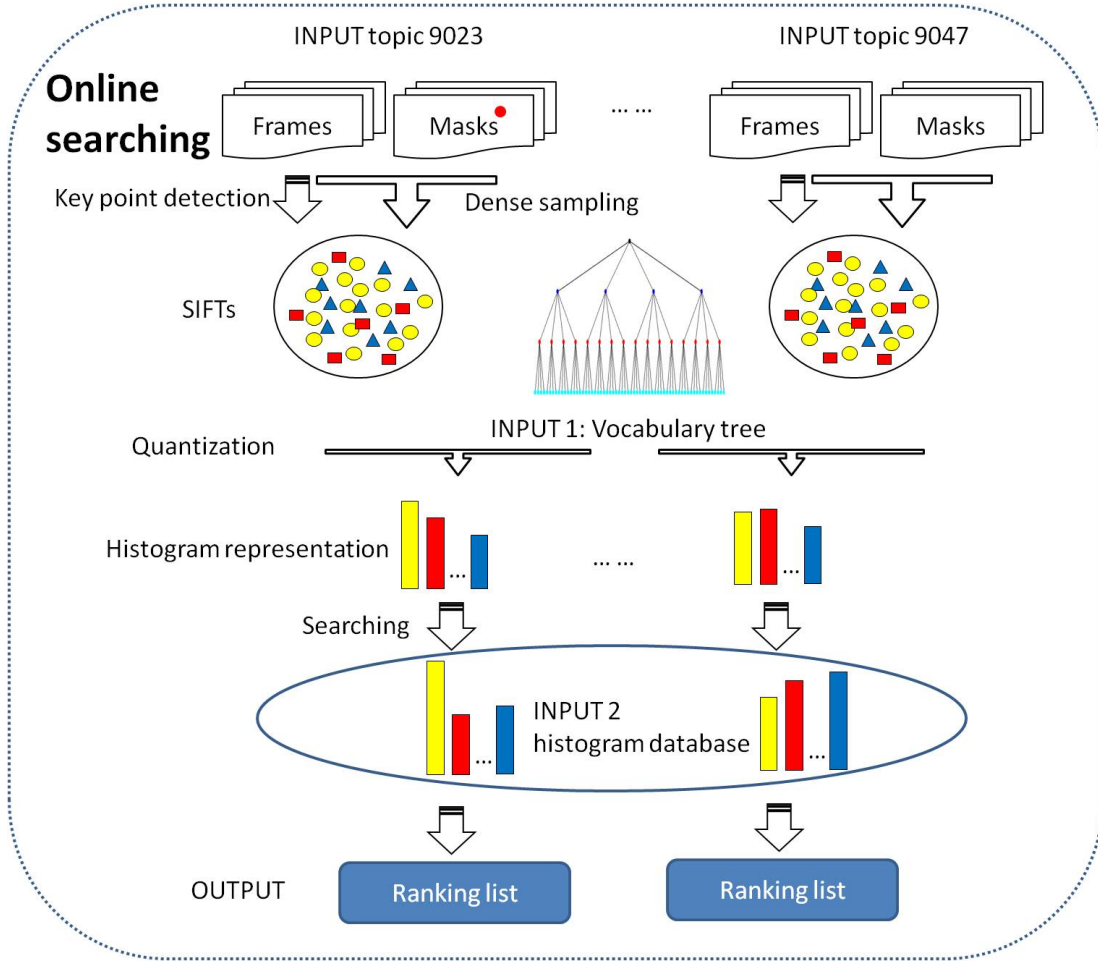 INPUT topic 9023
INPUT topic 9047
Online
searching
Frames
Masks
... ...
Frames
Masks
Key point detection
Dense sampling
SIFTs
INPUT 1: Vocabulary tree
Quantization
Histogram representation
...
... ...
...
Searching
INPUT 2
histogram database
...
...
OUTPUT
Ranking list
Ranking list